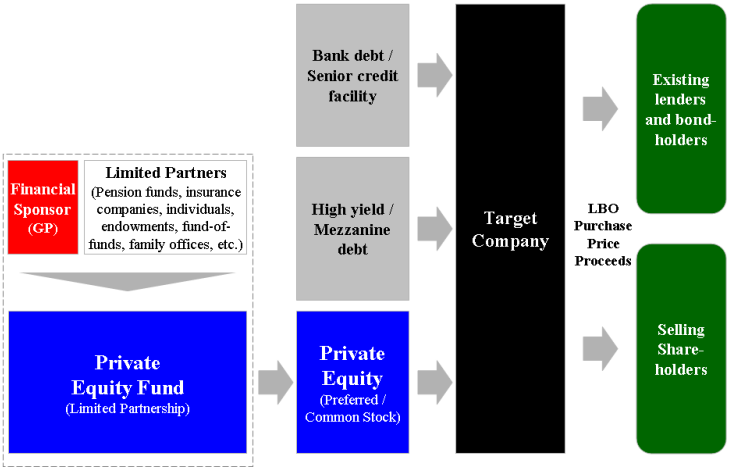 Financial
Sponsor
(GP)
Limited Partners
(Pension funds, insurance
companies, individuals,
endowments, fund-of-
funds, family offices, etc.)
Private
Equity Fund
(Limited Partnership)
Bank debt /
Senior credit
facility
High yield /
Mezzanine
debt
Private
Equity
(Preferred /
Common Stock)
Target
Company
LBO
Purchase
Price
Proceeds
Existing
lenders
and bond-
holders
Selling
Share-
holders